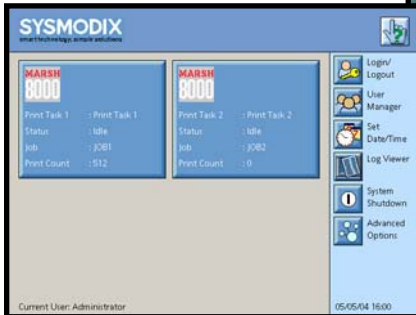 SYSMODIX
smart technology, simple solutions
MARSH
8000
Print Task 1 : Print Task 1
Status : Idle
Job : JOB1
Print Count : 512
MARSH
8000
Print Task 2 : Print Task 2
Status : Idle
Job : JOB2
Print Count : 0
Login/
Logout
User
Manager
Set
Date/Time
Log Viewer
System
Shutdown
Advanced
Options
Current User: Administrator
05/05/04 16:00